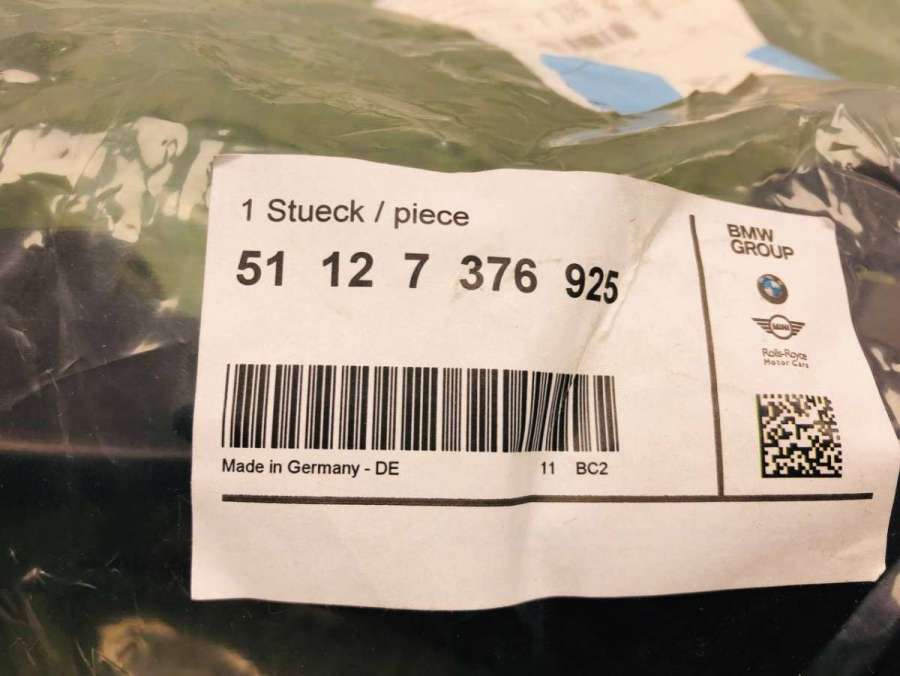 1 Stueck / piece
51 12 7 376 925
Made in Germany - DE 11 BC2
BMW
GROUP
MINI
Rolls-Royce
Motor Cars